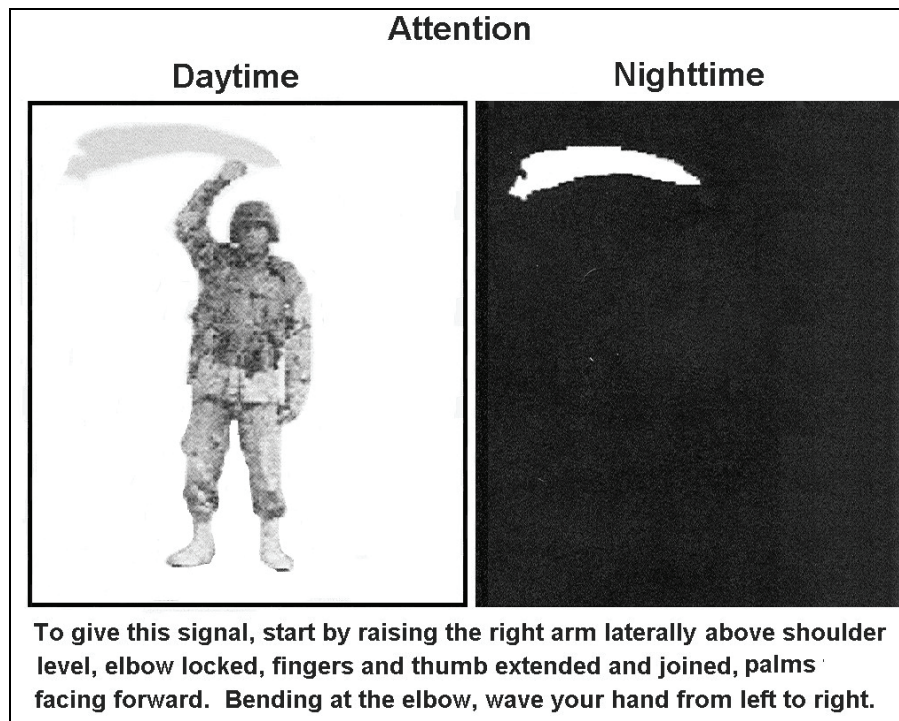 Attention
Daytime
Nighttime
To give this signal, start by raising the right arm laterally above shoulder
level, elbow locked, fingers and thumb extended and joined, palms
facing forward. Bending at the elbow, wave your hand from left to right.